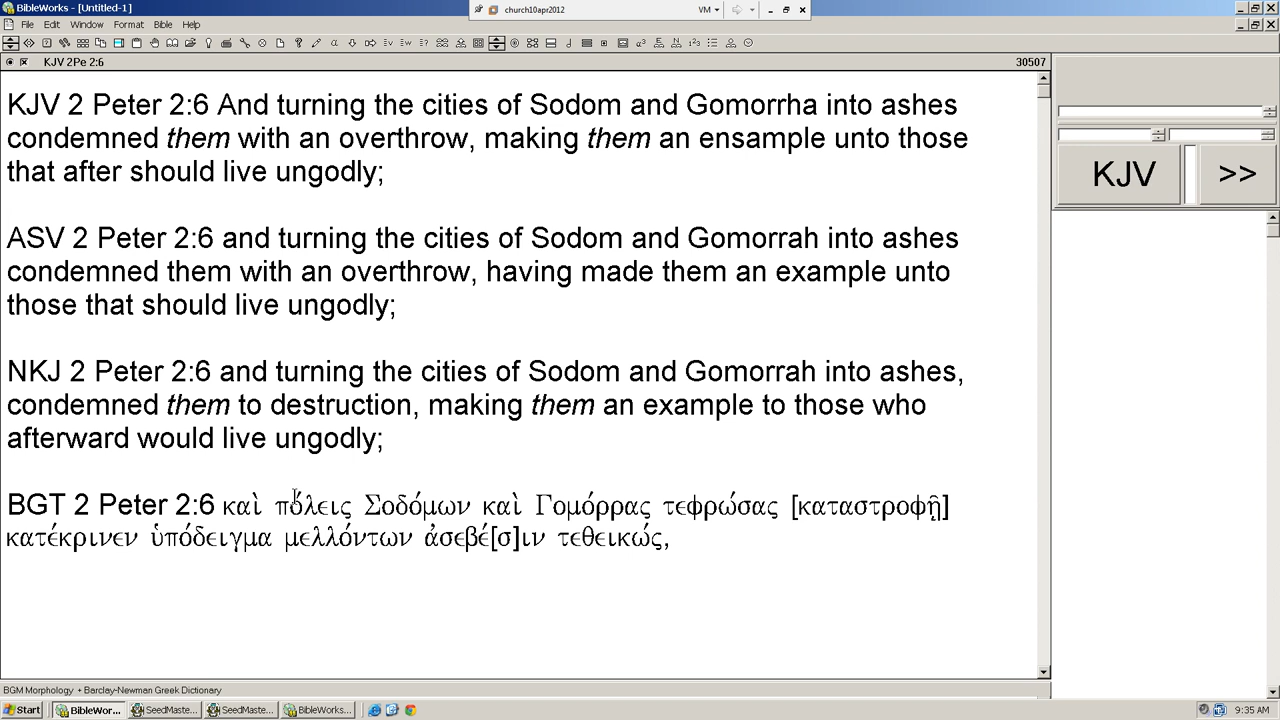 BibleWorks - [Untitled-1]
church10apr2012
VM
File Edit Window Format Bible Help
KJV 2Pe 2:6
30507
KJV 2 Peter 2:6 And turning the cities of Sodom and Gomorrha into ashes
condemned them with an overthrow, making them an ensample unto those
that after should live ungodly;
ASV 2 Peter 2:6 and turning the cities of Sodom and Gomorrah into ashes
condemned them with an overthrow, having made them an example unto
those that should live ungodly;
NKJ 2 Peter 2:6 and turning the cities of Sodom and Gomorrah into ashes,
condemned them to destruction, making them an example to those who
afterward would live ungodly;
BGT 2 Peter 2:6 καὶ πόλεις Σοδόμων καὶ Γομόρρας τεφρώσας [καταστροφῇ]
κατέκρινεν ὑπόδειγμα μελλόντων ἀσεβέ[σ]ιν τεθεικώς,
KJV
>>
BGM Morphology + Barclay-Newman Greek Dictionary
Start
BibleWor...
SeedMaste...
SeedMaste...
BibleWorks...
9:35 AM